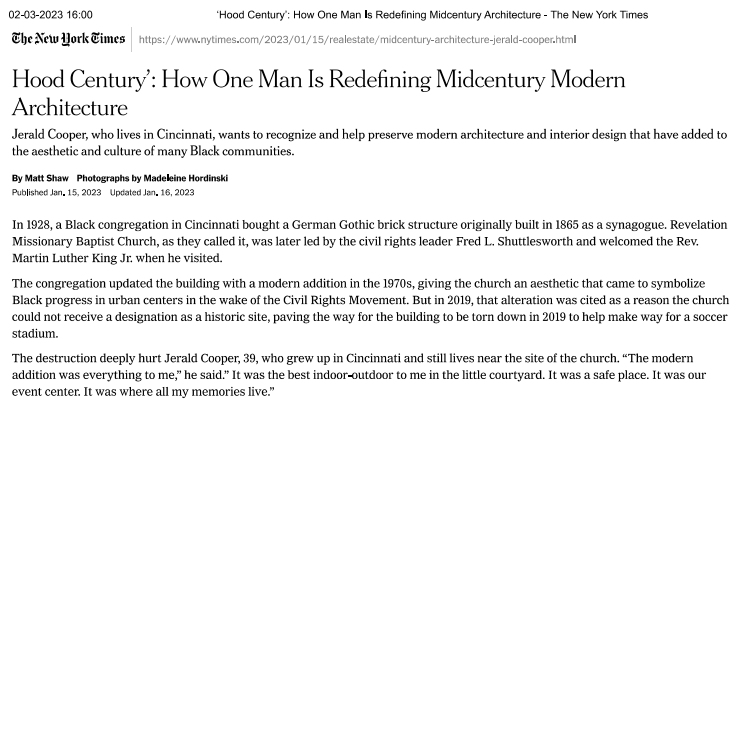 02-03-2023 16:00 ‘Hood Century’: How One Man Is Redefining Midcentury Architecture - The New York Times
The New York Times https://www.nytimes.com/2023/01/15/realestate/midcentury-architecture-jerald-cooper.html
Hood Century’: How One Man Is Redefining Midcentury Modern
Architecture
Jerald Cooper, who lives in Cincinnati, wants to recognize and help preserve modern architecture and interior design that have added to
the aesthetic and culture of many Black communities.
By Matt Shaw Photographs by Madeleine Hordinski
Published Jan. 15, 2023 Updated Jan. 16, 2023
In 1928, a Black congregation in Cincinnati bought a German Gothic brick structure originally built in 1865 as a synagogue. Revelation
Missionary Baptist Church, as they called it, was later led by the civil rights leader Fred L. Shuttlesworth and welcomed the Rev.
Martin Luther King Jr. when he visited.
The congregation updated the building with a modern addition in the 1970s, giving the church an aesthetic that came to symbolize
Black progress in urban centers in the wake of the Civil Rights Movement. But in 2019, that alteration was cited as a reason the church
could not receive a designation as a historic site, paving the way for the building to be torn down in 2019 to help make way for a soccer
stadium.
The destruction deeply hurt Jerald Cooper, 39, who grew up in Cincinnati and still lives near the site of the church. “The modern
addition was everything to me,” he said.” It was the best indoor-outdoor to me in the little courtyard. It was a safe place. It was our
event center. It was where all my memories live.”